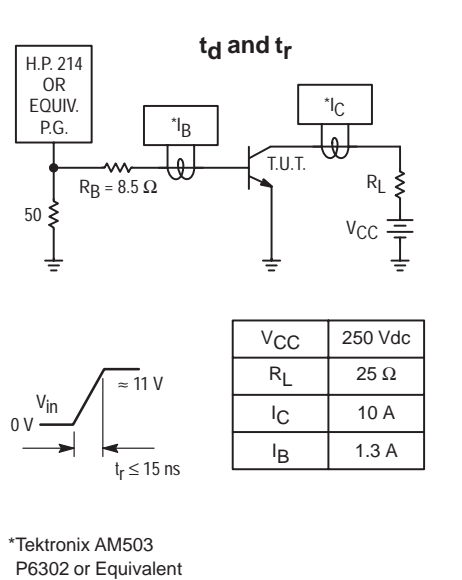 td and tr
H.P. 214
OR
EQUIV.
P.G.
*IB
*IC
T.U.T.
RB = 8.5 Ω
50
RL
VCC
VCC 250 Vdc
RL 25 Ω
IC 10 A
IB 1.3 A
≈ 11 V
Vin
0 V
tr ≤ 15 ns
*Tektronix AM503
P6302 or Equivalent